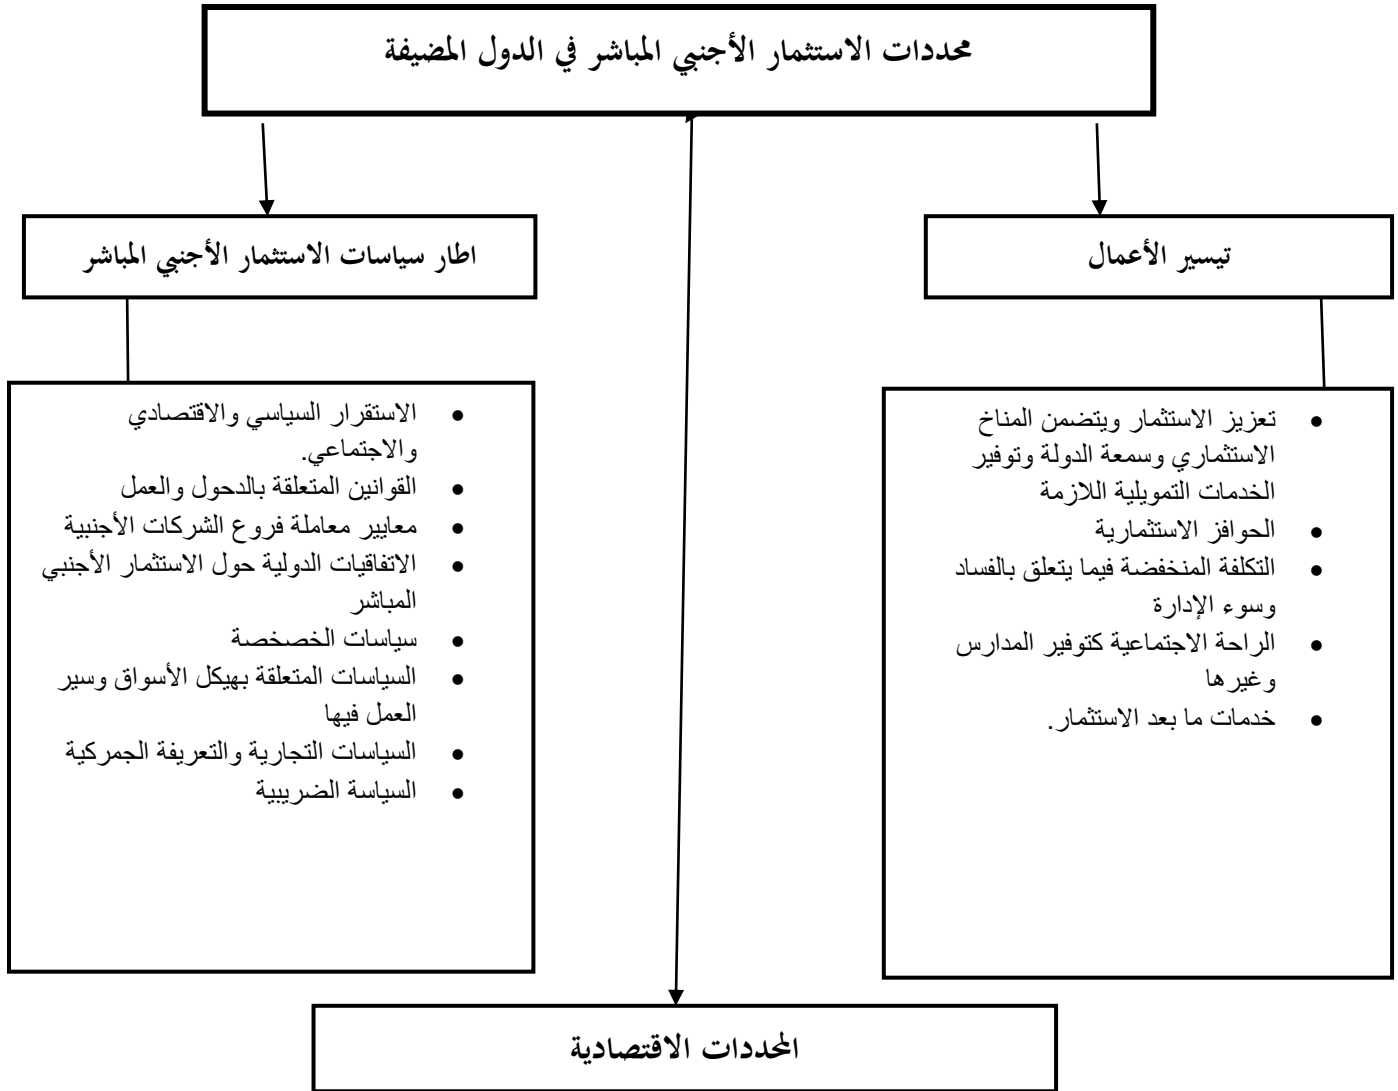 محددات الاستثمار الأجنبي المباشر في الدول المضيفة
تيسير الأعمال
اطار سياسات الاستثمار الأجنبي المباشر
• تعزيز الاستثمار ويتضمن المناخ
الاستثماري وسمعة الدولة وتوفير
الخدمات التمويلية اللازمة
• الحوافز الاستثمارية
• التكلفة المنخفضة فيما يتعلق بالفساد
وسوء الإدارة
• الراحة الاجتماعية كتوفير المدارس
وغيرها
• خدمات ما بعد الاستثمار.
• الاستقرار السياسي والاقتصادي
والاجتماعي.
• القوانين المتعلقة بالدحول والعمل
• معايير معاملة فروع الشركات الأجنبية
• الاتفاقيات الدولية حول الاستثمار الأجنبي
المباشر
• سياسات الخصخصة
• السياسات المتعلقة بهيكل الأسواق وسير
العمل فيها
• السياسات التجارية والتعريفة الجمركية
• السياسة الضريبية
المحددات الاقتصادية